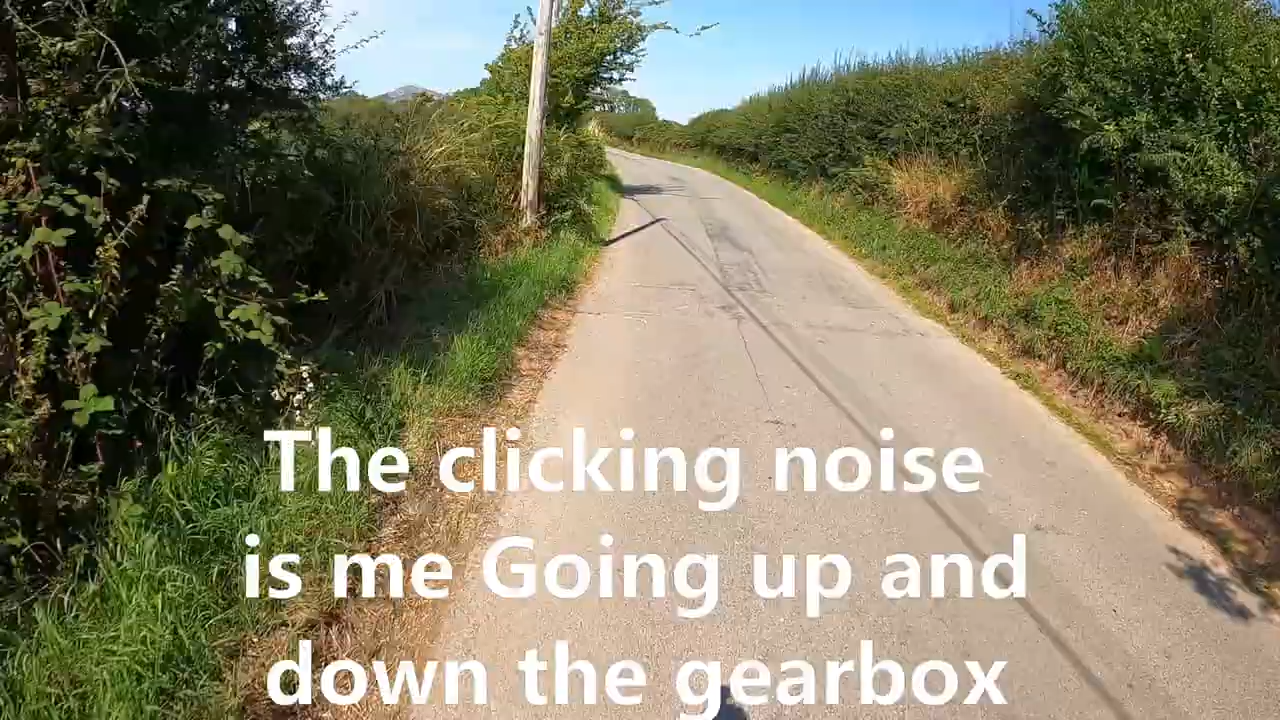 The clicking noise
is me Going up and
down the gearbox